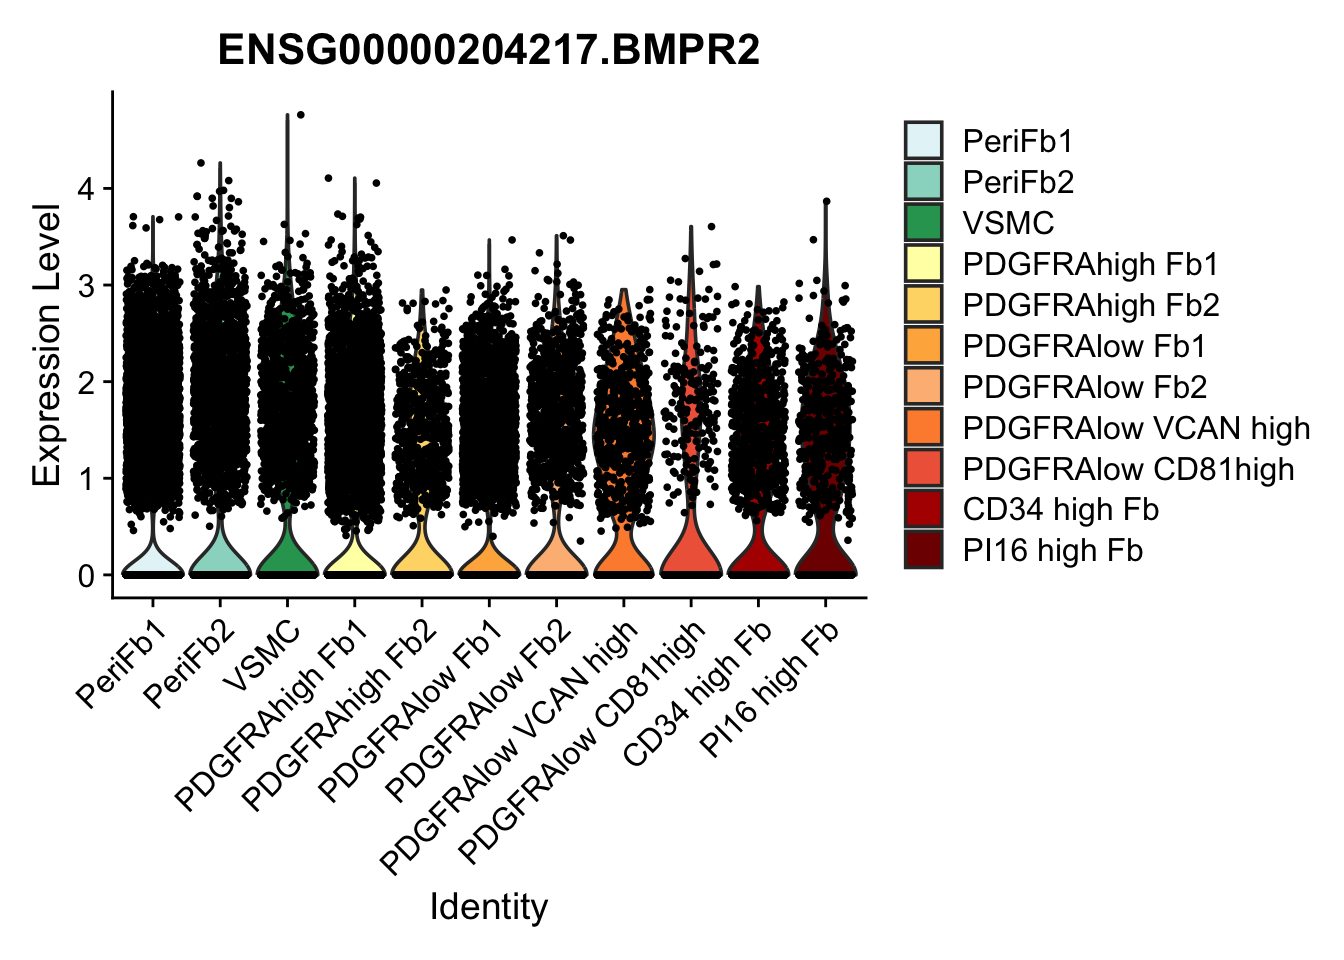 ENSG00000204217.BMPR2
Expression Level
4
3
2
1
0
PeriFb1
PeriFb2
VSMC
PDGFRAhigh Fb1
PDGFRAhigh Fb2
PDGFRAlow Fb1
PDGFRAlow Fb2
PDGFRAlow VCAN high
PDGFRAlow CD81high
CD34 high Fb
PI16 high Fb
Identity
PeriFb1
PeriFb2
VSMC
PDGFRAhigh Fb1
PDGFRAhigh Fb2
PDGFRAlow Fb1
PDGFRAlow Fb2
PDGFRAlow VCAN high
PDGFRAlow CD81high
CD34 high Fb
PI16 high Fb